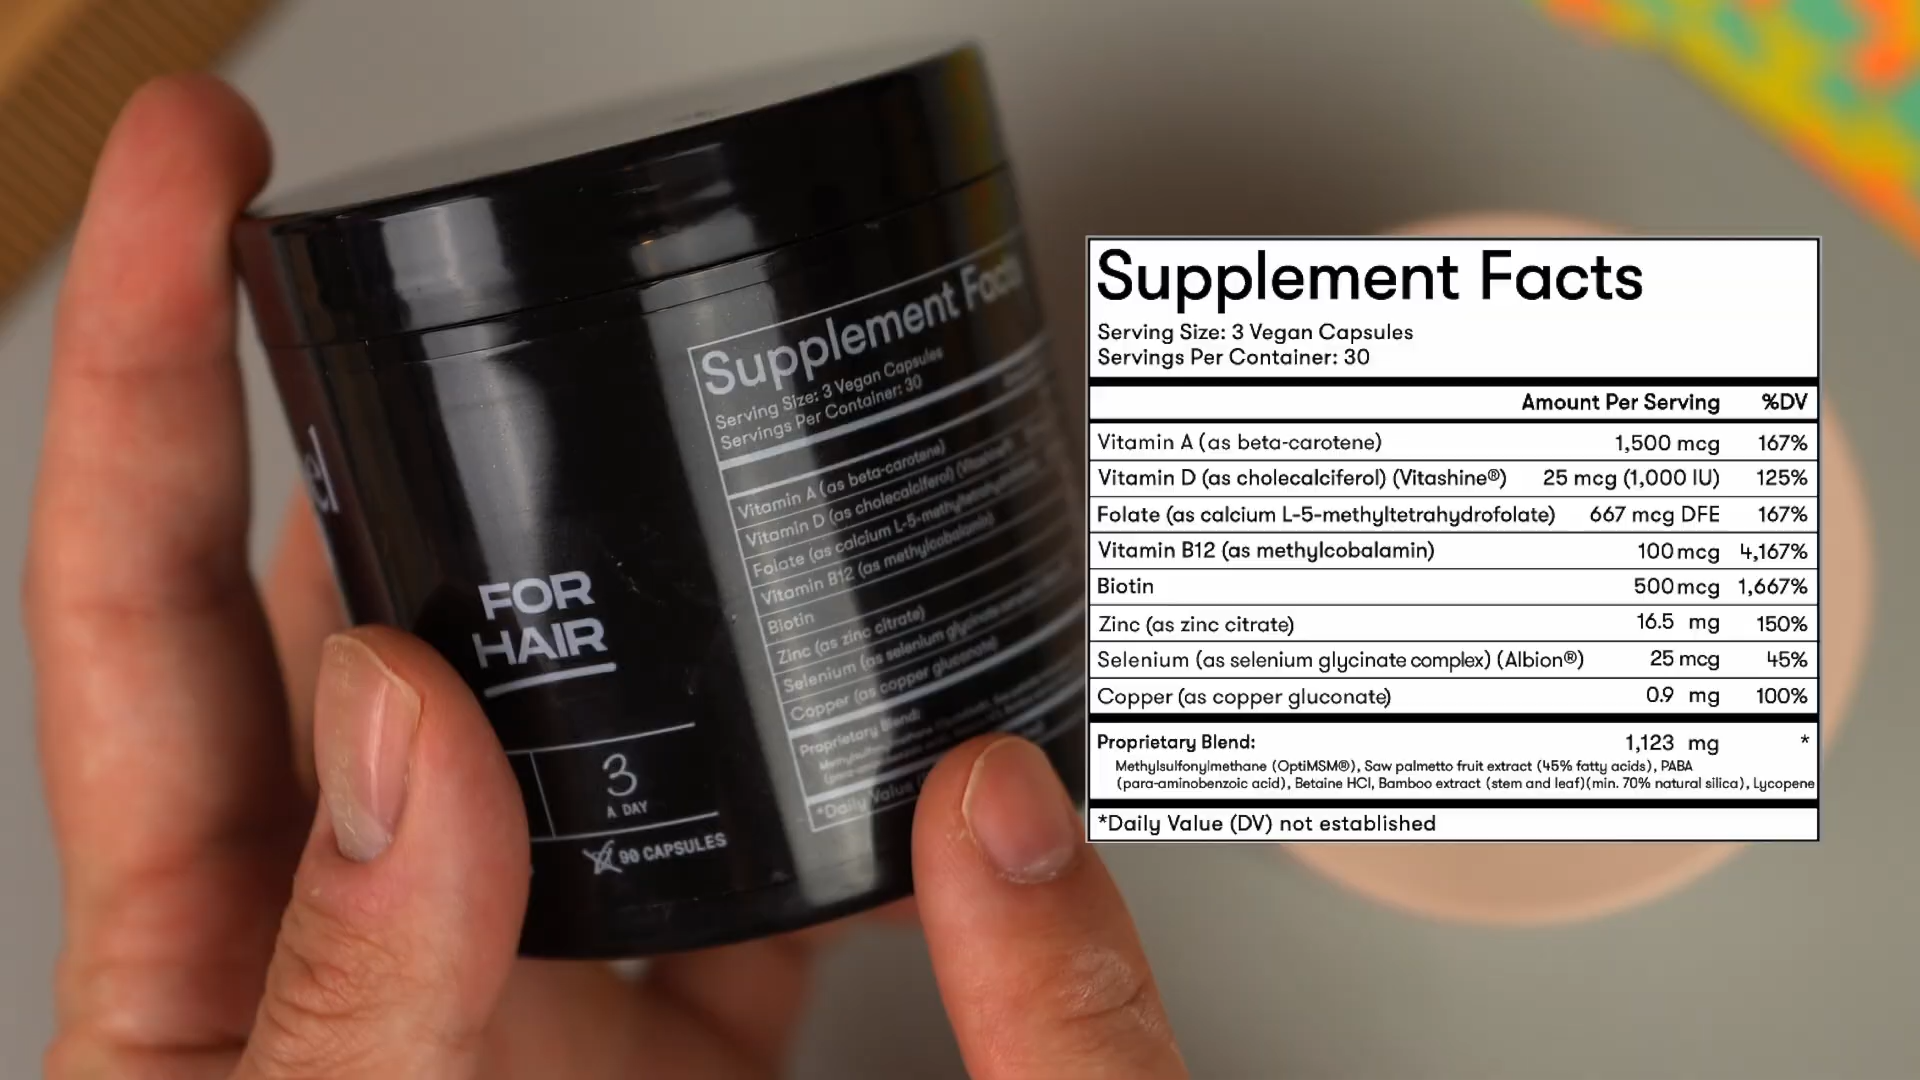 el
FOR
HAIR
3
A DAY
90 CAPSULES
Supplement Facts
Serving Size: 3 Vegan Capsules
Servings Per Container: 30
Vitamin A (as beta-carotene)
Vitamin D (as cholecalciferol) (Vitashine®)
Folate (as calcium L-5-methyltetrahydrofolate)
Vitamin B12 (as methylcobalamin)
Biotin
Zinc (as zinc citrate)
Selenium (as selenium glycinate complex)
Copper (as copper gluconate)
Proprietary Blend:
*Daily Value
Supplement Facts
Serving Size: 3 Vegan Capsules
Servings Per Container: 30
Amount Per Serving %DV
Vitamin A (as beta-carotene) 1,500 mcg 167%
Vitamin D (as cholecalciferol) (Vitashine®) 25 mcg (1,000 IU) 125%
Folate (as calcium L-5-methyltetrahydrofolate) 667 mcg DFE 167%
Vitamin B12 (as methylcobalamin) 100 mcg 4,167%
Biotin 500 mcg 1,667%
Zinc (as zinc citrate) 16.5 mg 150%
Selenium (as selenium glycinate complex) (Albion®) 25 mcg 45%
Copper (as copper gluconate) 0.9 mg 100%
Proprietary Blend: 1,123 mg *
Methylsulfonylmethane (OptiMSM®), Saw palmetto fruit extract (45% fatty acids), PABA
(para-aminobenzoic acid), Betaine HCl, Bamboo extract (stem and leaf)(min. 70% natural silica), Lycopene
*Daily Value (DV) not established